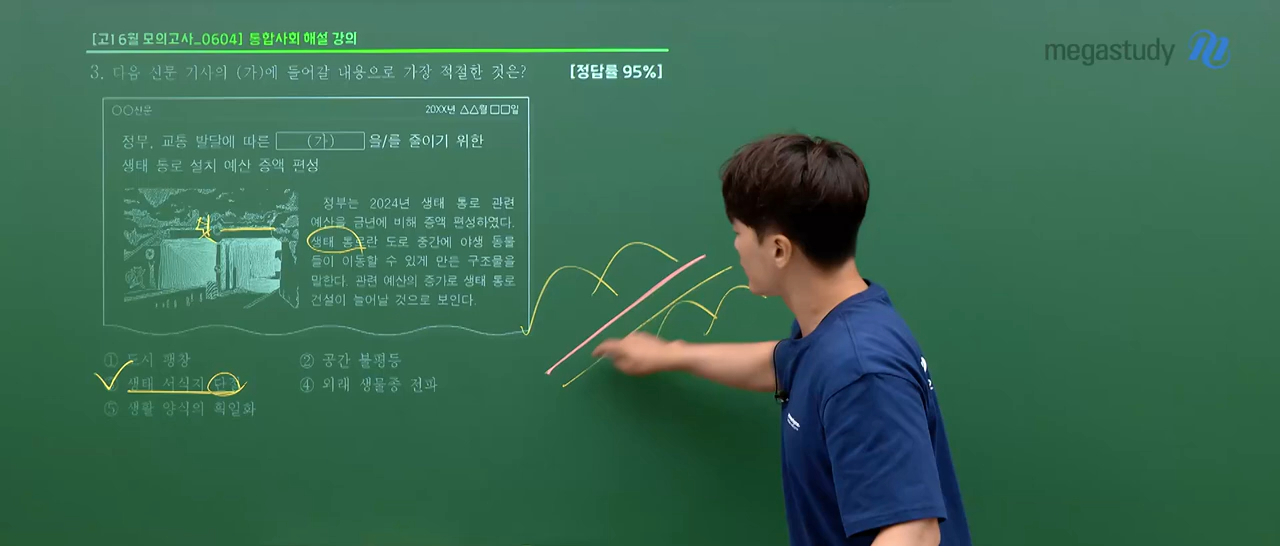 [고1 6월 모의고사_0604] 통합사회 해설 강의
megastudy
3. 다음 신문 기사의 (가)에 들어갈 내용으로 가장 적절한 것은?
[정답률 95%]
○○신문
20XX년 △△월 □□일
정부, 교통 발달에 따른 (가) 을/를 줄이기 위한
생태 통로 설치 예산 증액 편성
정부는 2024년 생태 통로 관련
예산을 금년에 비해 증액 편성하였다.
생태 통로란 도로 중간에 야생 동물
들이 이동할 수 있게 만든 구조물을
말한다. 관련 예산의 증가로 생태 통로
건설이 늘어날 것으로 보인다.
① 도시 팽창
② 공간 불평등
생태 서식지 단절
④ 외래 생물종 전파
⑤ 생활 양식의 획일화